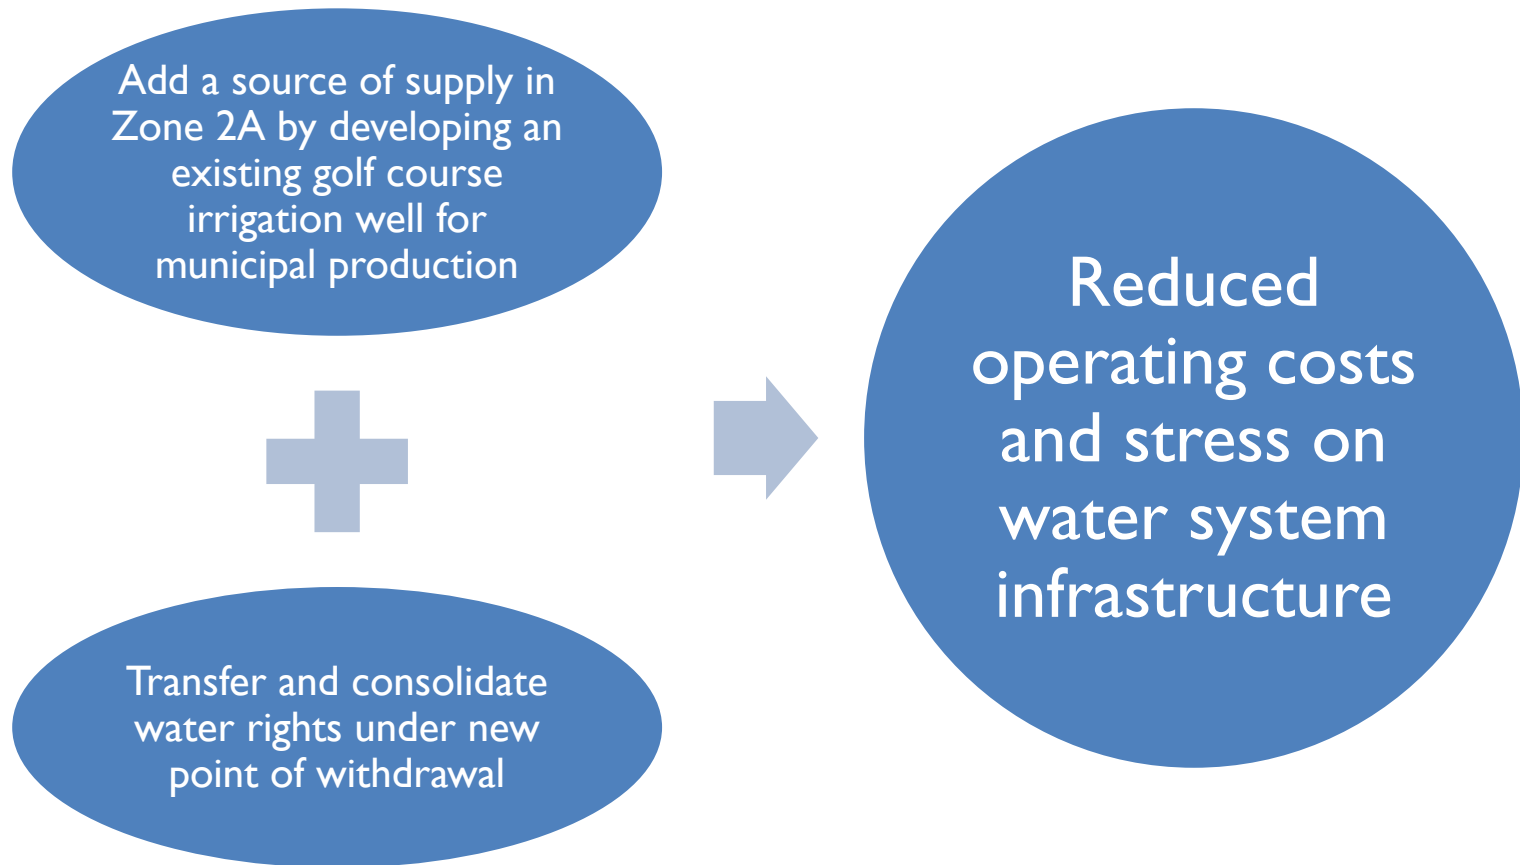 Add a source of supply in
Zone 2A by developing an
existing golf course
irrigation well for
municipal production
Transfer and consolidate
water rights under new
point of withdrawal
Reduced
operating costs
and stress on
water system
infrastructure